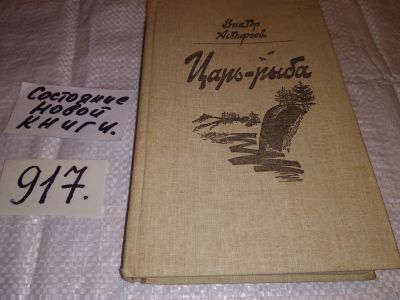 Состояние
новой
книги.
917.
Виктор
Астафьев
Царь-рыба